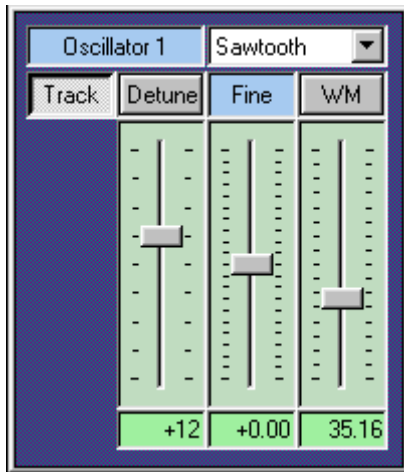 Oscillator 1 Sawtooth
Track Detune Fine WM
+12 +0.00 35.16